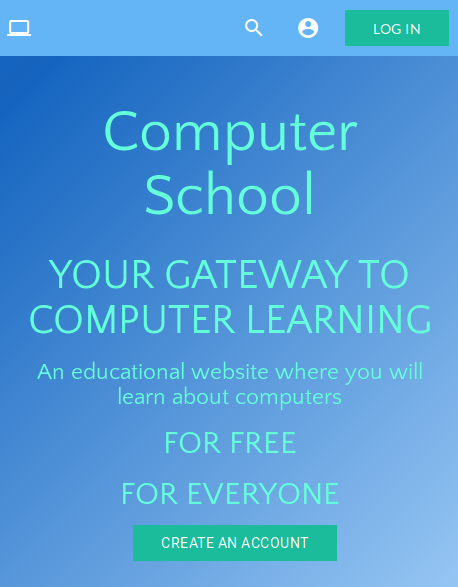 LOG IN
Computer
School
YOUR GATEWAY TO
COMPUTER LEARNING
An educational website where you will
learn about computers
FOR FREE
FOR EVERYONE
CREATE AN ACCOUNT